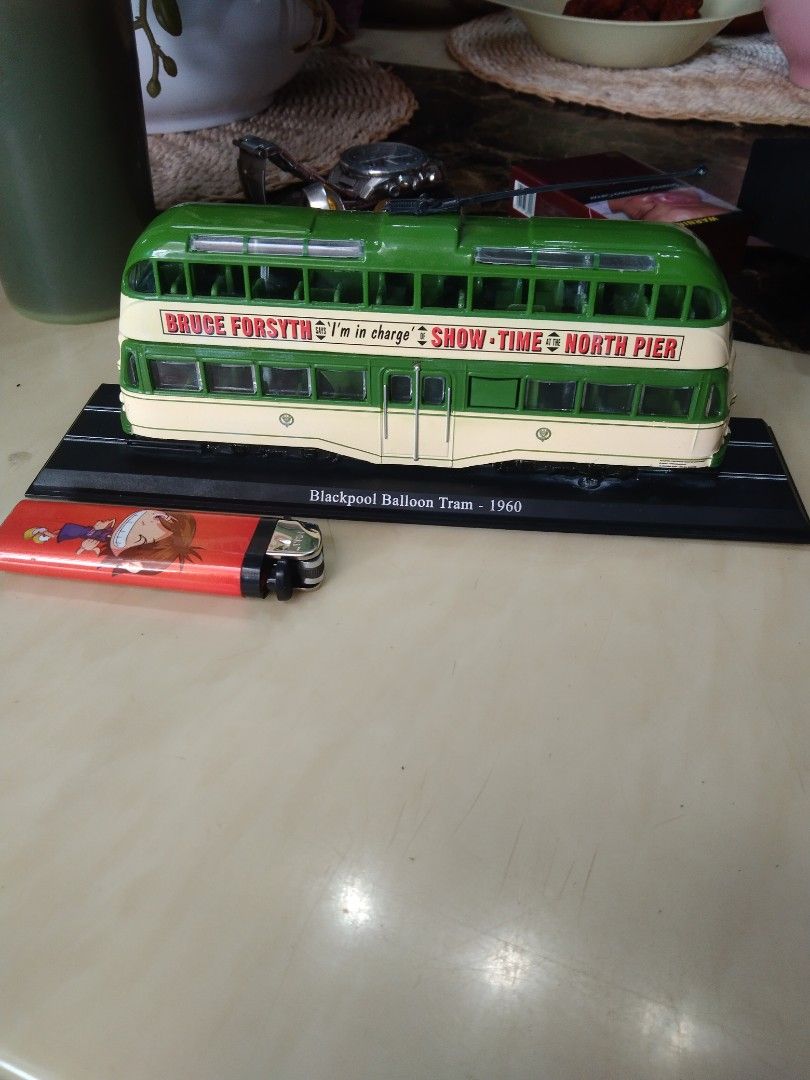 BRUCE FORSYTH SAYS 'I'm in charge' OF SHOW-TIME AT THE NORTH PIER
Blackpool Balloon Tram - 1960